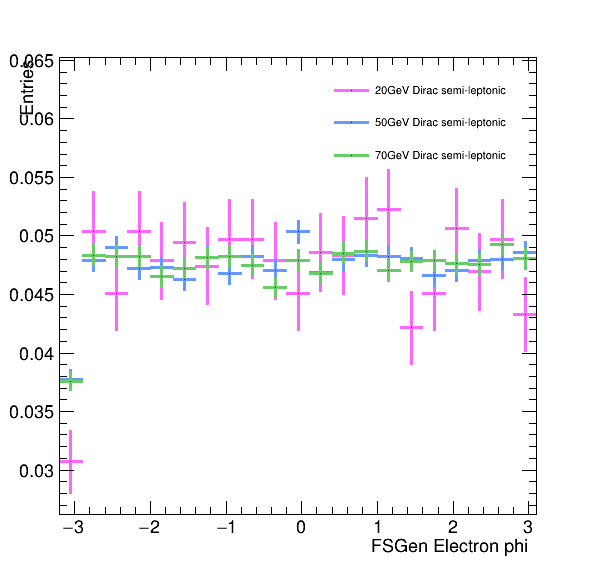 0.065
Entries
20GeV Dirac semi-leptonic
0.06
50GeV Dirac semi-leptonic
70GeV Dirac semi-leptonic
0.055
0.05
0.045
0.04
0.035
0.03
−3 −2 −1 0 1 2 3
FSGen Electron phi